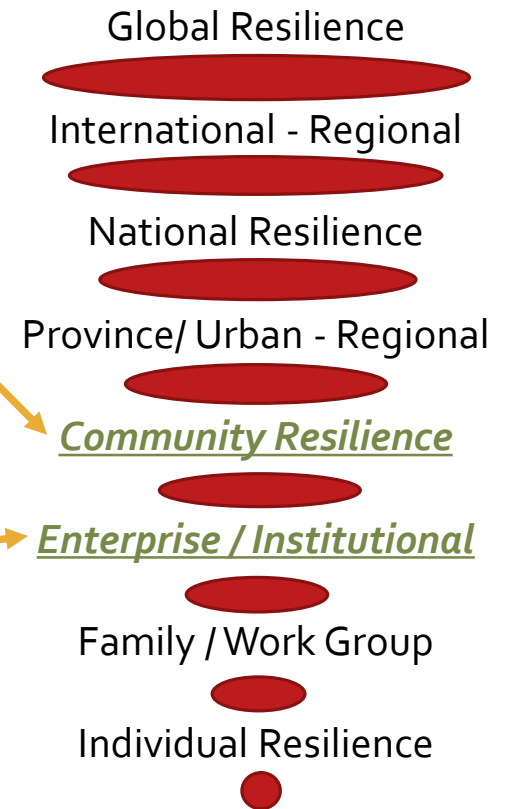 Global Resilience
International - Regional
National Resilience
Province/ Urban - Regional
Community Resilience
Enterprise / Institutional
Family / Work Group
Individual Resilience